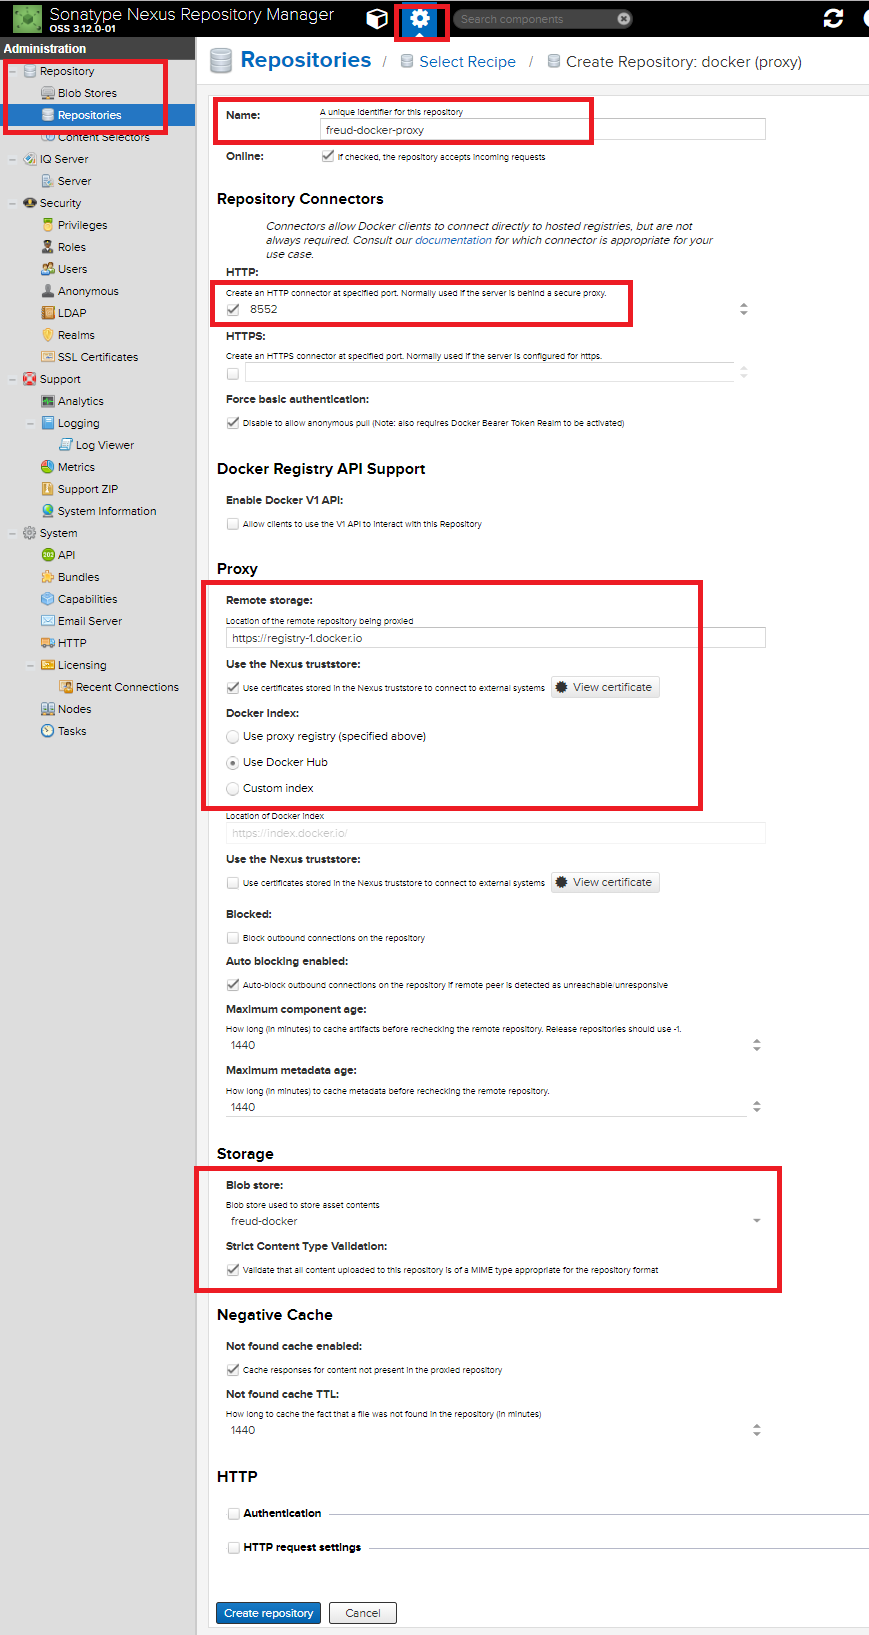 Sonatype Nexus Repository Manager
OSS 3.12.0-01
Search components
Administration
Repository
Blob Stores
Repositories
Content Selectors
IQ Server
Server
Security
Privileges
Roles
Users
Anonymous
LDAP
Realms
SSL Certificates
Support
Analytics
Logging
Log Viewer
Metrics
Support ZIP
System Information
System
API
Bundles
Capabilities
Email Server
HTTP
Licensing
Recent Connections
Nodes
Tasks
Repositories / Select Recipe / Create Repository: docker (proxy)
Name: A unique identifier for this repository
freud-docker-proxy
Online: If checked, the repository accepts incoming requests
Repository Connectors
Connectors allow Docker clients to connect directly to hosted registries, but are not
always required. Consult our documentation for which connector is appropriate for your
use case.
HTTP:
Create an HTTP connector at specified port. Normally used if the server is behind a secure proxy.
8552
HTTPS:
Create an HTTPS connector at specified port. Normally used if the server is configured for https.
Force basic authentication:
Disable to allow anonymous pull (Note: also requires Docker Bearer Token Realm to be activated)
Docker Registry API Support
Enable Docker V1 API:
Allow clients to use the V1 API to interact with this Repository
Proxy
Remote storage:
Location of the remote repository being proxied
https://registry-1.docker.io
Use the Nexus truststore:
Use certificates stored in the Nexus truststore to connect to external systems View certificate
Docker Index:
Use proxy registry (specified above)
Use Docker Hub
Custom index
Location of Docker Index
https://index.docker.io/
Use the Nexus truststore:
Use certificates stored in the Nexus truststore to connect to external systems View certificate
Blocked:
Block outbound connections on the repository
Auto blocking enabled:
Auto-block outbound connections on the repository if remote peer is detected as unreachable/unresponsive
Maximum component age:
How long (in minutes) to cache artifacts before rechecking the remote repository. Release repositories should use -1.
1440
Maximum metadata age:
How long (in minutes) to cache metadata before rechecking the remote repository.
1440
Storage
Blob store:
Blob store used to store asset contents
freud-docker
Strict Content Type Validation:
Validate that all content uploaded to this repository is of a MIME type appropriate for the repository format
Negative Cache
Not found cache enabled:
Cache responses for content not present in the proxied repository
Not found cache TTL:
How long to cache the fact that a file was not found in the repository (in minutes)
1440
HTTP
Authentication
HTTP request settings
Create repository Cancel